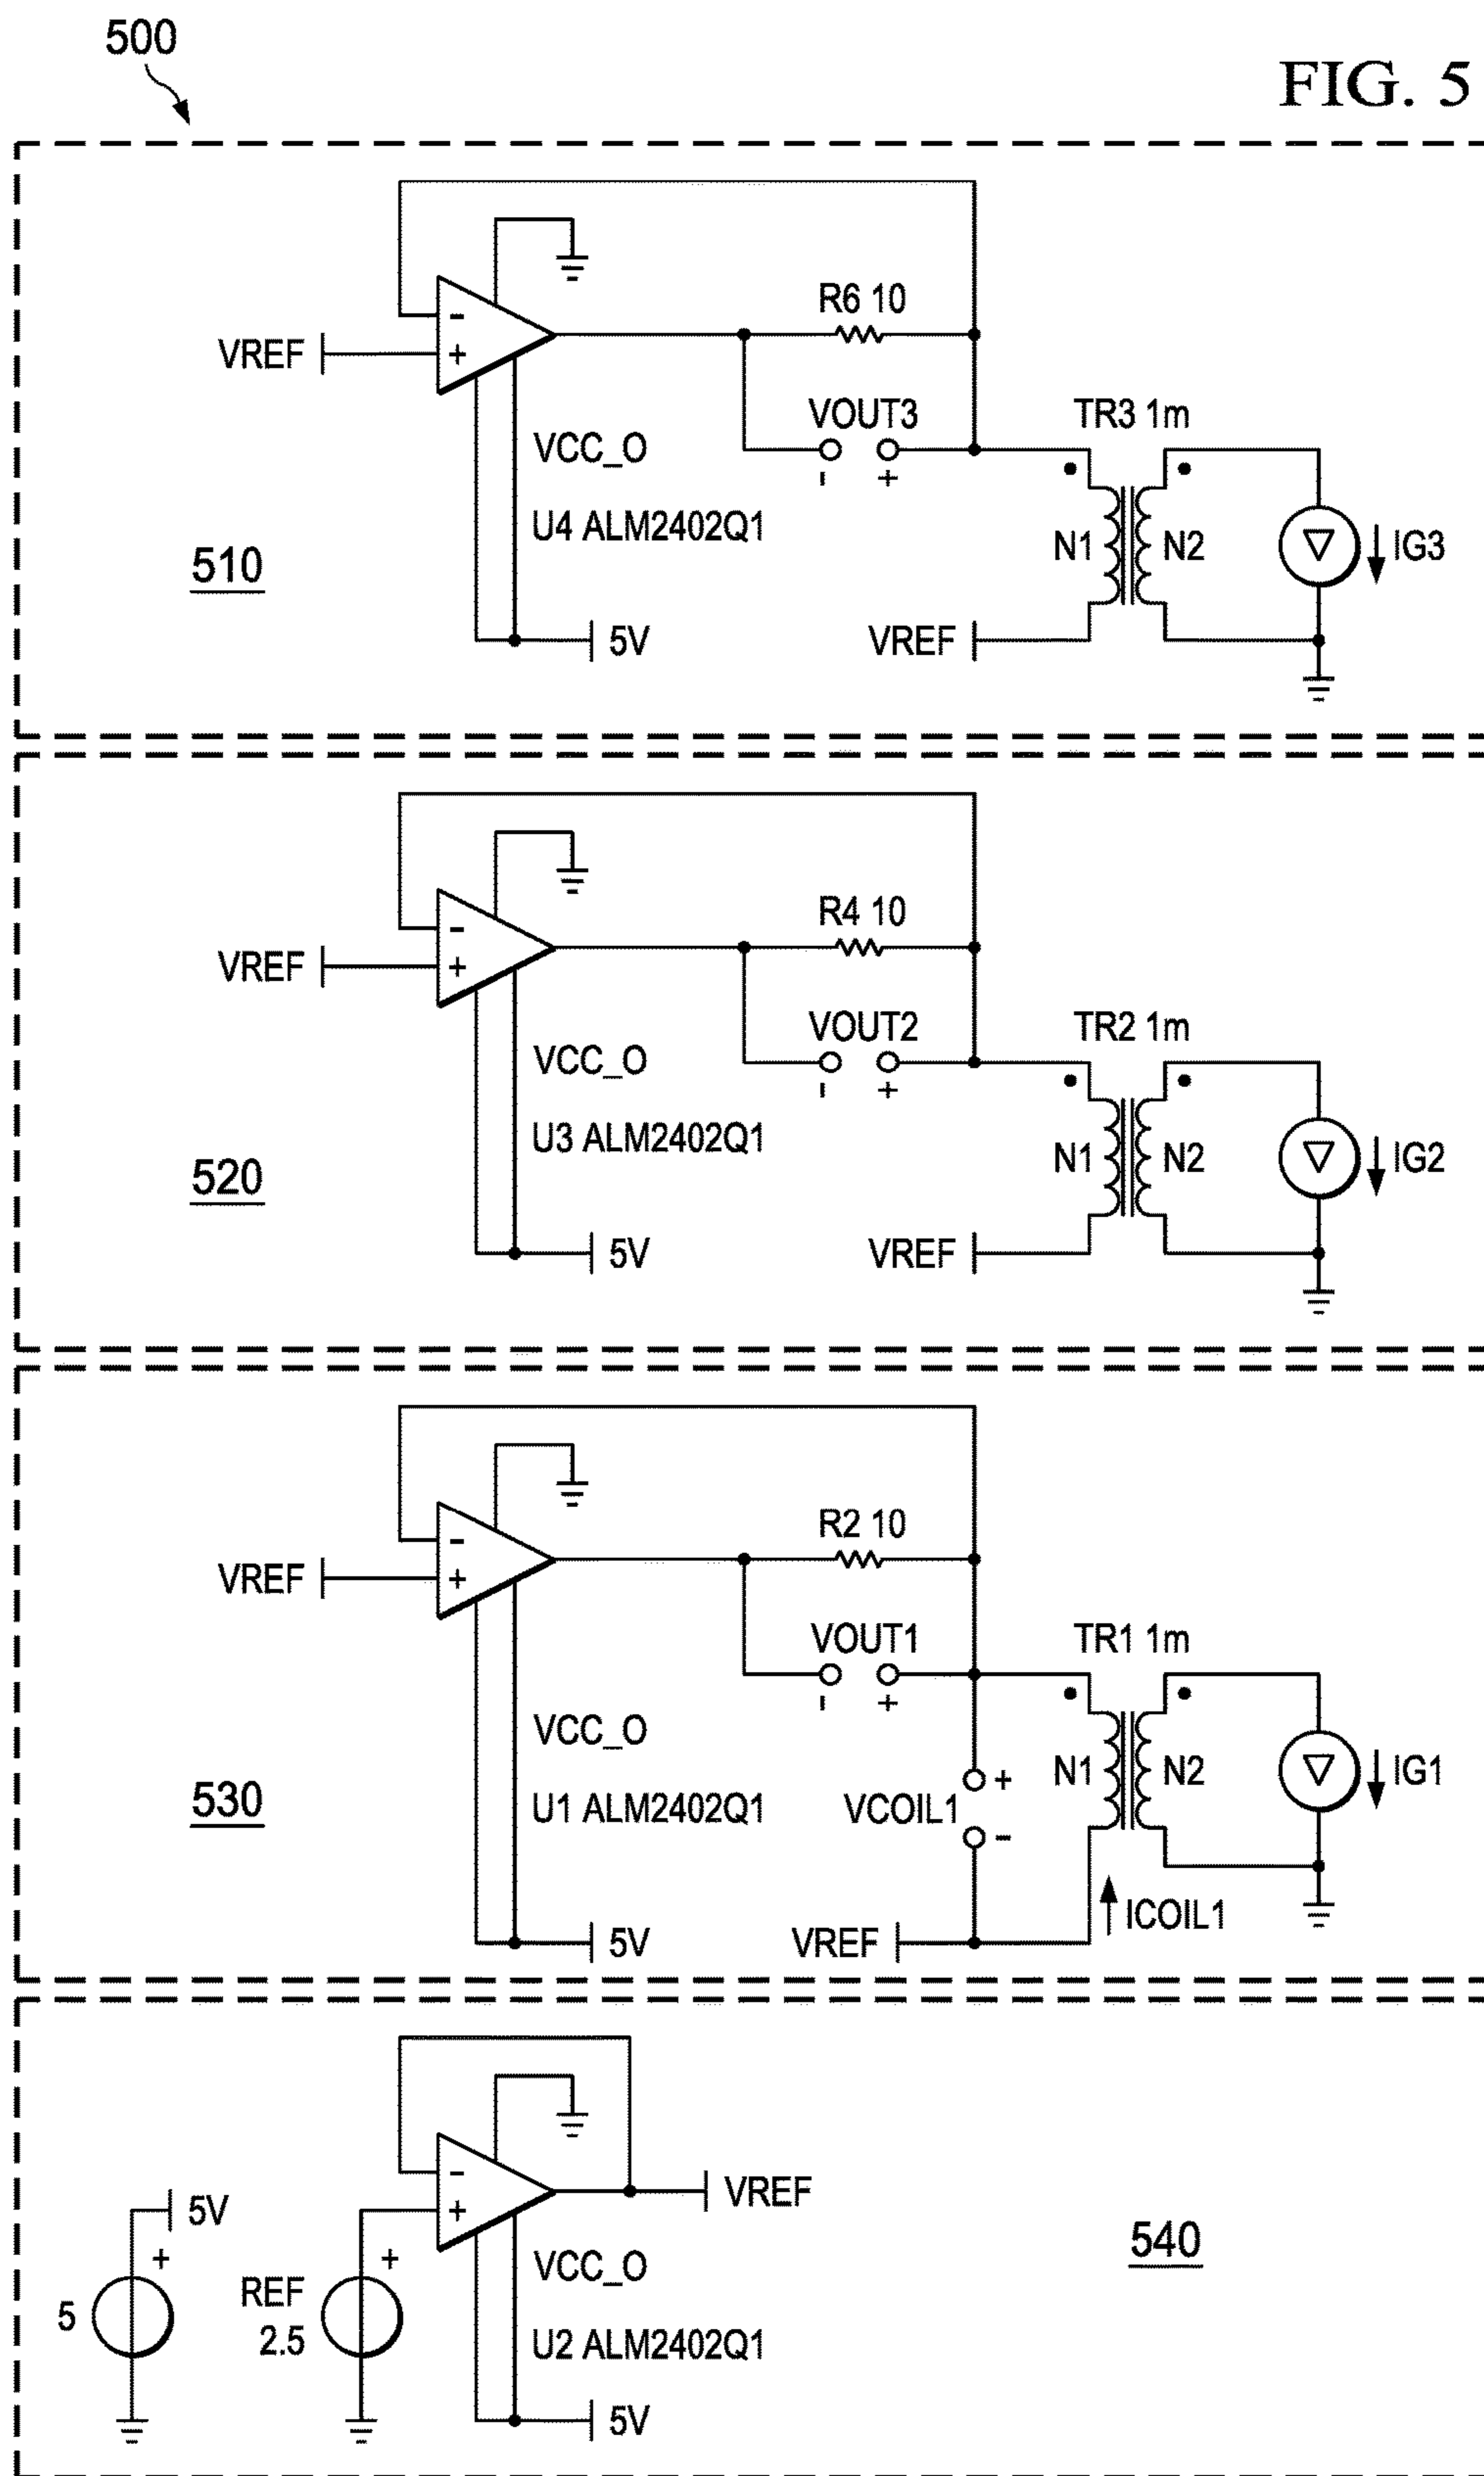 500
FIG. 5
R6 10
-
VREF
+
VOUT3
TR3 1m
VCC_O
- +
U4 ALM2402Q1
N1 N2
IG3
510
5V
VREF
R4 10
-
VREF
+
VOUT2
TR2 1m
VCC_O
- +
U3 ALM2402Q1
N1 N2
IG2
520
5V
VREF
R2 10
-
VREF
+
VOUT1
TR1 1m
- +
VCC_O
N1 N2
IG1
+
530
U1 ALM2402Q1
VCOIL1
-
ICOIL1
5V
VREF
-
VREF
5V
+
540
+
+
VCC_O
REF
5
2.5
U2 ALM2402Q1
5V